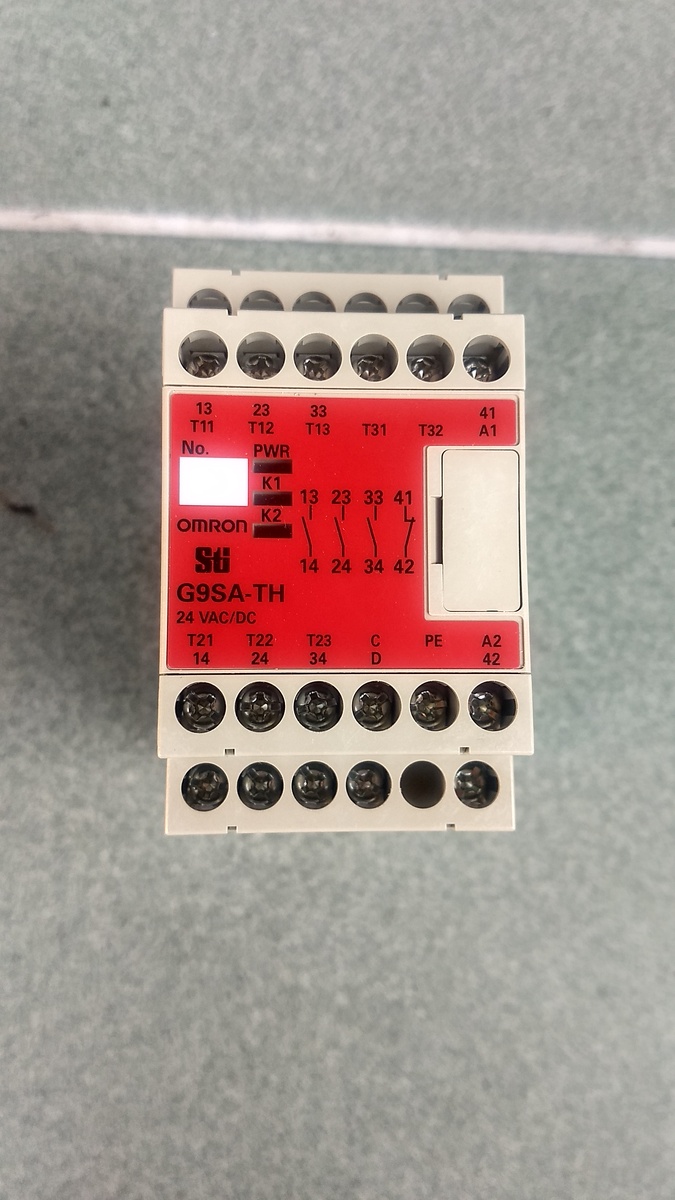 13 23 33 41
T11 T12 T13 T31 T32 A1
No. PWR
K1
13 23 33 41
K2
OMRON
Sti
14 24 34 42
G9SA-TH
24 VAC/DC
T21 T22 T23 C PE A2
14 24 34 D 42